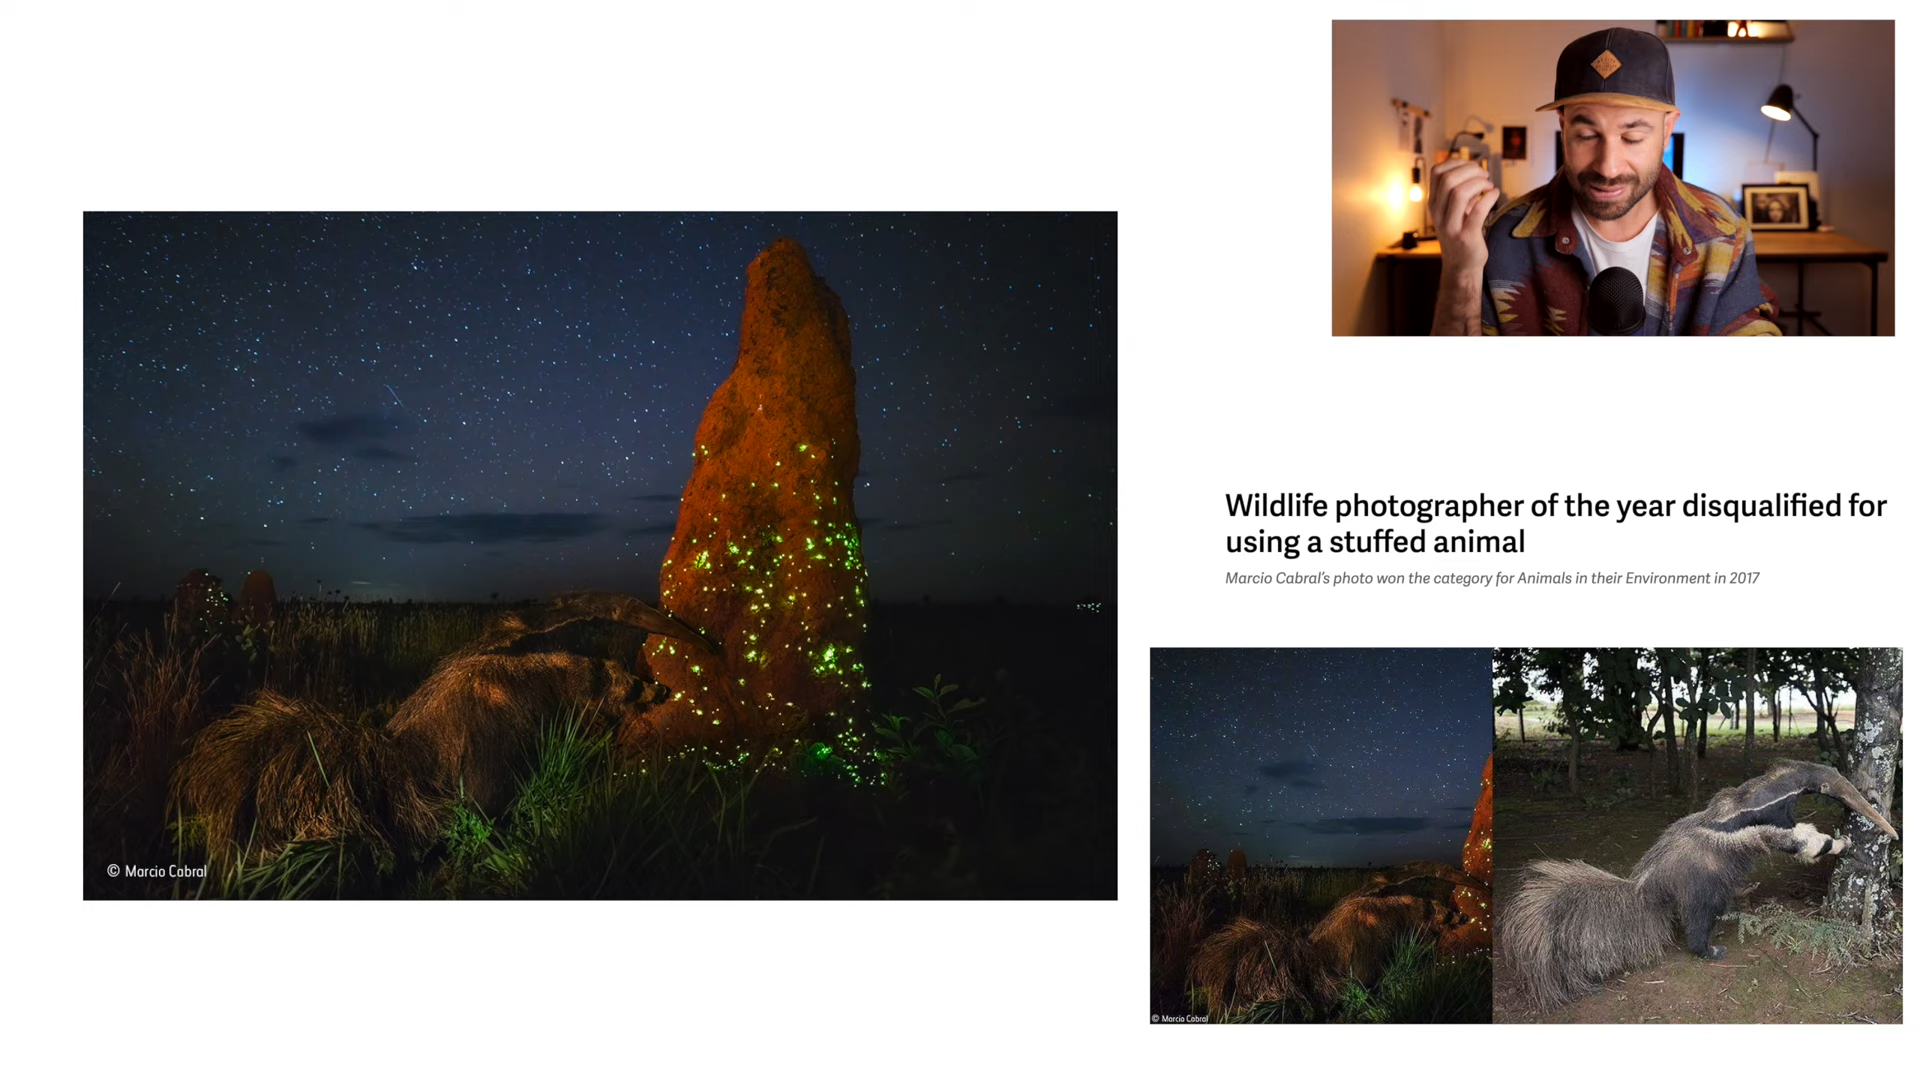 Wildlife photographer of the year disqualified for
using a stuffed animal
Marcio Cabral's photo won the category for Animals in their Environment in 2017
© Marcio Cabral
© Marcio Cabral